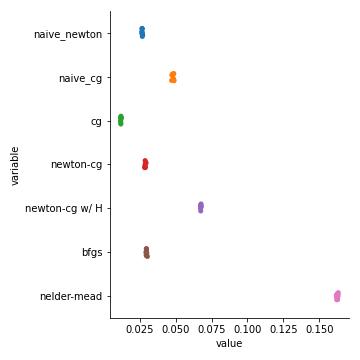 naive_newton
naive_cg
cg
newton-cg
newton-cg w/ H
bfgs
nelder-mead
variable
0.025 0.050 0.075 0.100 0.125 0.150
value